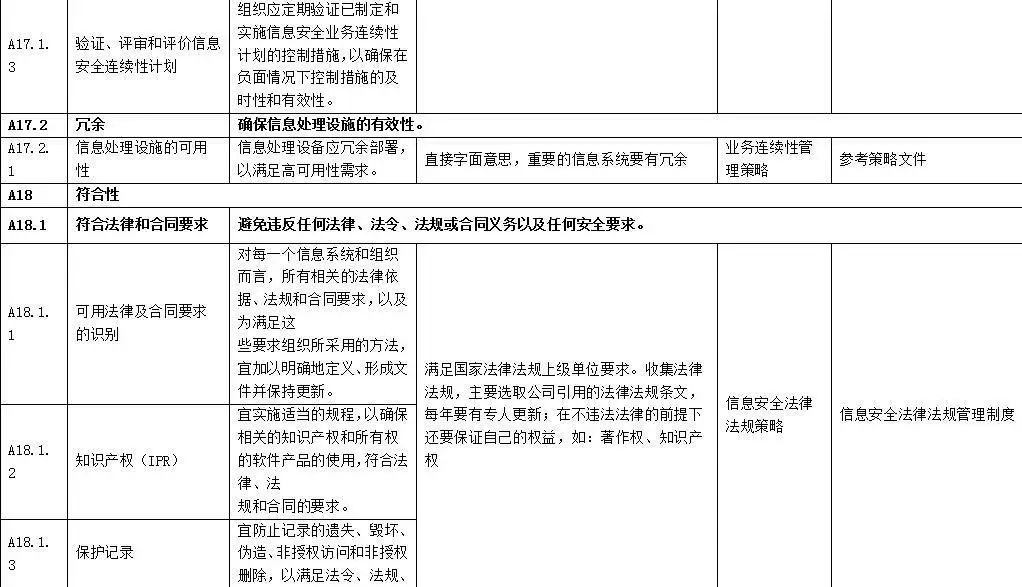 A17.1.
3
验证、评审和评价信息
安全连续性计划
组织应定期验证已制定和
实施信息安全业务连续性
计划的控制措施，以确保在
负面情况下控制措施的及
时性和有效性。
A17.2
冗余
确保信息处理设施的有效性。
A17.2.
1
信息处理设施的可用
性
信息处理设备应冗余部署，
以满足高可用性需求。
直接字面意思，重要的信息系统要有冗余
业务连续性管
理策略
参考策略文件
A18
符合性
A18.1
符合法律和合同要求
避免违反任何法律、法令、法规或合同义务以及任何安全要求。
A18.1.
1
可用法律及合同要求
的识别
对每一个信息系统和组织
而言，所有相关的法律依
据、法规和合同要求，以及
为满足这
些要求组织所采用的方法，
宜加以明确地定义、形成文
件并保持更新。
满足国家法律法规上级单位要求。收集法律
法规，主要选取公司引用的法律法规条文，
每年要有专人更新；在不违法法律的前提下
还要保证自己的权益，如：著作权、知识产
权
信息安全法律
法规策略
信息安全法律法规管理制度
A18.1.
2
知识产权（IPR）
宜实施适当的规程，以确保
相关的知识产权和所有权
的软件产品的使用，符合法
律、法
规和合同的要求。
A18.1.
3
保护记录
宜防止记录的遗失、毁坏、
伪造、非授权访问和非授权
删除，以满足法令、法规、